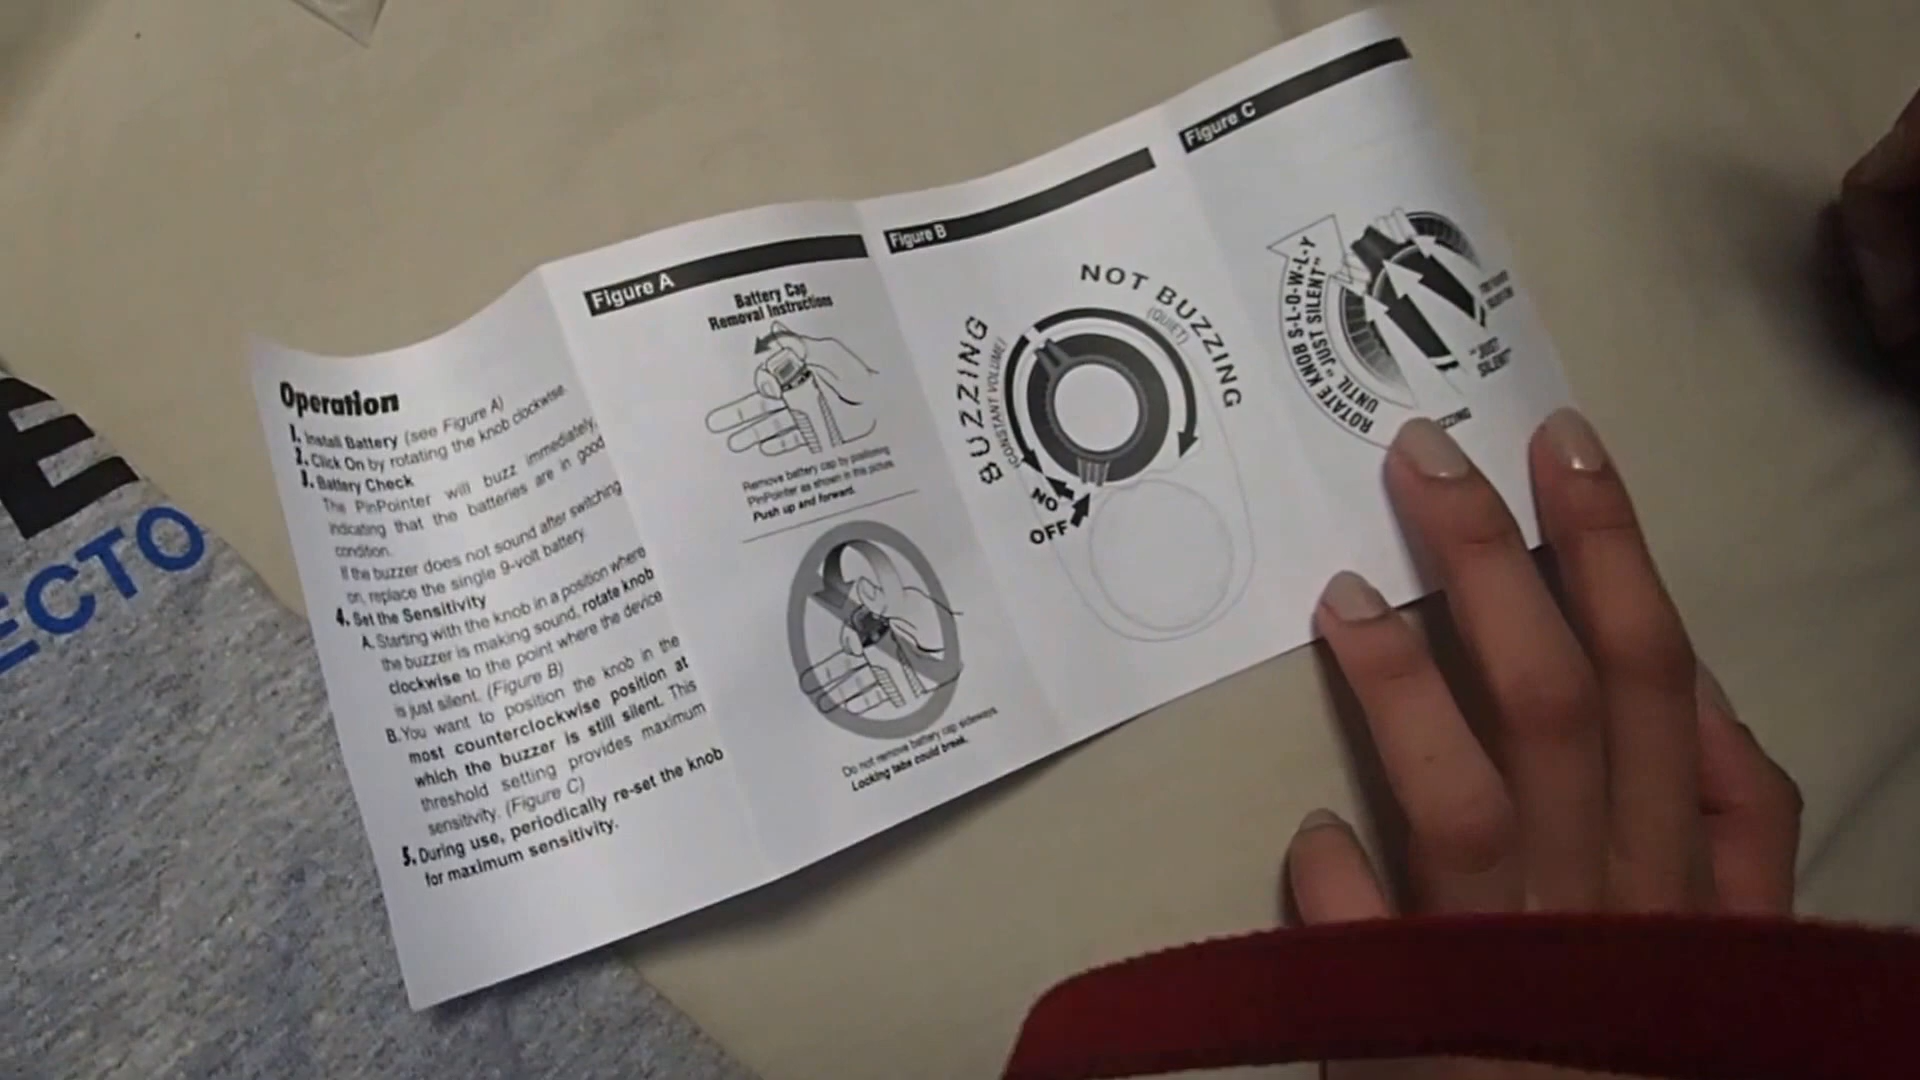 E
ECTO
Operation
1. Install Battery (see Figure A)
2. Click On by rotating the knob clockwise.
3. Battery Check
The PinPointer will buzz immediately,
indicating that the batteries are in good
condition.
If the buzzer does not sound after switching
on, replace the single 9-volt battery.
4. Set the Sensitivity
A. Starting with the knob in a position where
the buzzer is making sound, rotate knob
clockwise to the point where the device
is just silent. (Figure B)
B. You want to position the knob in the
most counterclockwise position at
which the buzzer is still silent. This
threshold setting provides maximum
sensitivity. (Figure C)
5. During use, periodically re-set the knob
for maximum sensitivity.
Figure A
Battery Cap
Removal Instructions
Remove battery cap by positioning
PinPointer as shown in this picture.
Push up and forward.
Do not remove battery cap sideways.
Locking tabs could break.
Figure B
NOT BUZZING
(QUIET)
BUZZING
(CONSTANT VOLUME)
NO
OFF
Figure C
ROTATE KNOB S-L-O-W-L-Y
UNTIL "JUST SILENT"
"JUST
SILENT"
ZZING